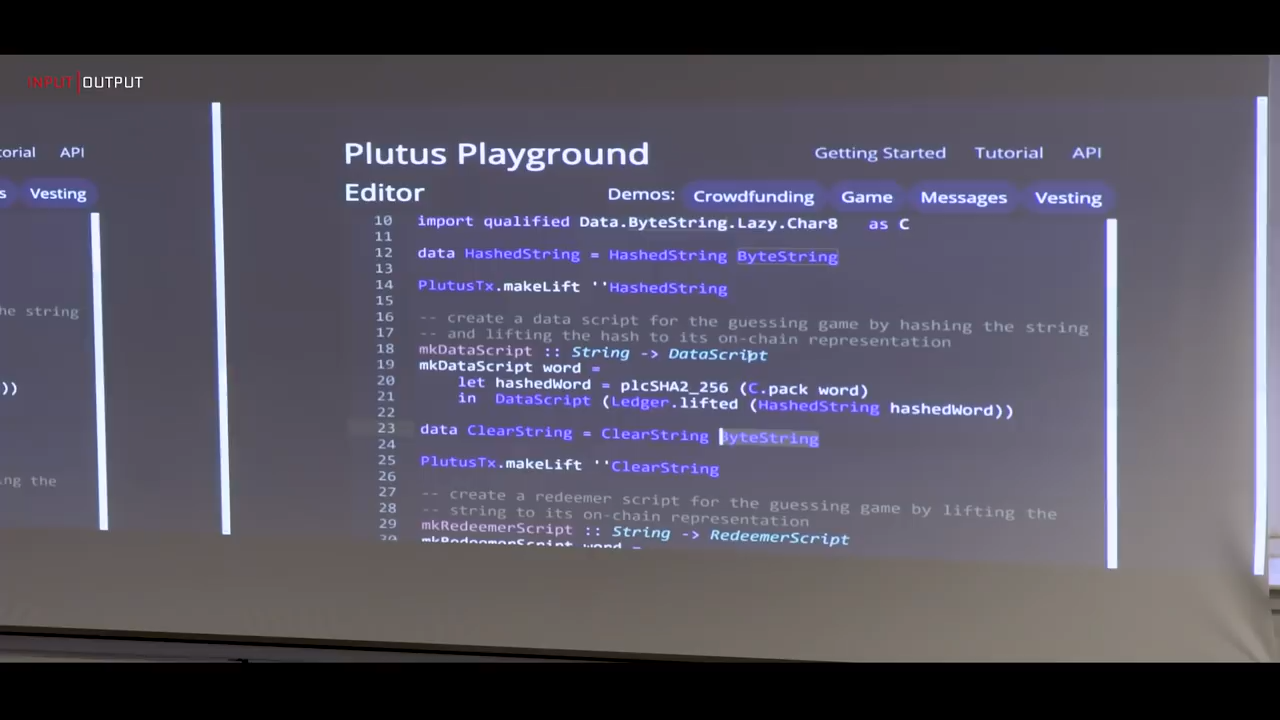 INPUT|OUTPUT
torial API
s Vesting
he string
))
ing the
Plutus Playground
Getting Started Tutorial API
Editor
Demos: Crowdfunding Game Messages Vesting
10 import qualified Data.ByteString.Lazy.Char8 as C
11
12 data HashedString = HashedString ByteString
13
14 PlutusTx.makeLift ''HashedString
15
16 -- create a data script for the guessing game by hashing the string
17 -- and lifting the hash to its on-chain representation
18 mkDataScript :: String -> DataScript
19 mkDataScript word =
20 let hashedWord = plcSHA2_256 (C.pack word)
21 in DataScript (Ledger.lifted (HashedString hashedWord))
22
23 data ClearString = ClearString ByteString
24
25 PlutusTx.makeLift ''ClearString
26
27 -- create a redeemer script for the guessing game by lifting the
28 -- string to its on-chain representation
29 mkRedeemerScript :: String -> RedeemerScript
30 mkRedeemerScript word =